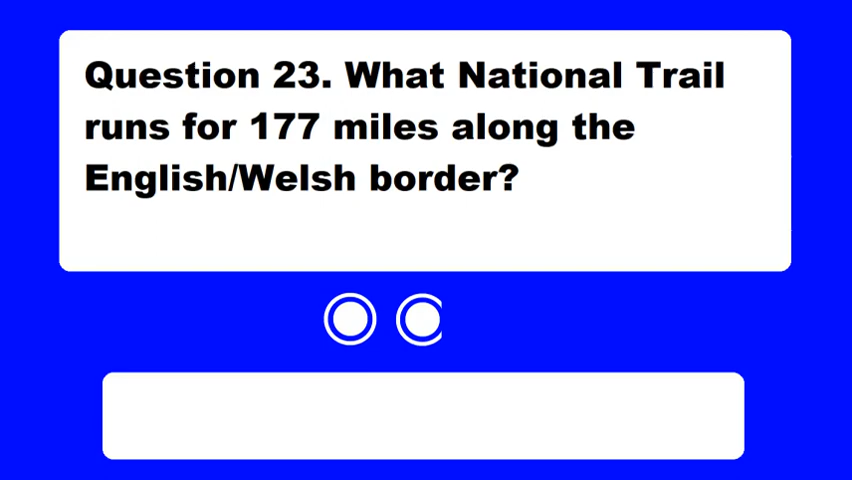 Question 23. What National Trail
runs for 177 miles along the
English/Welsh border?